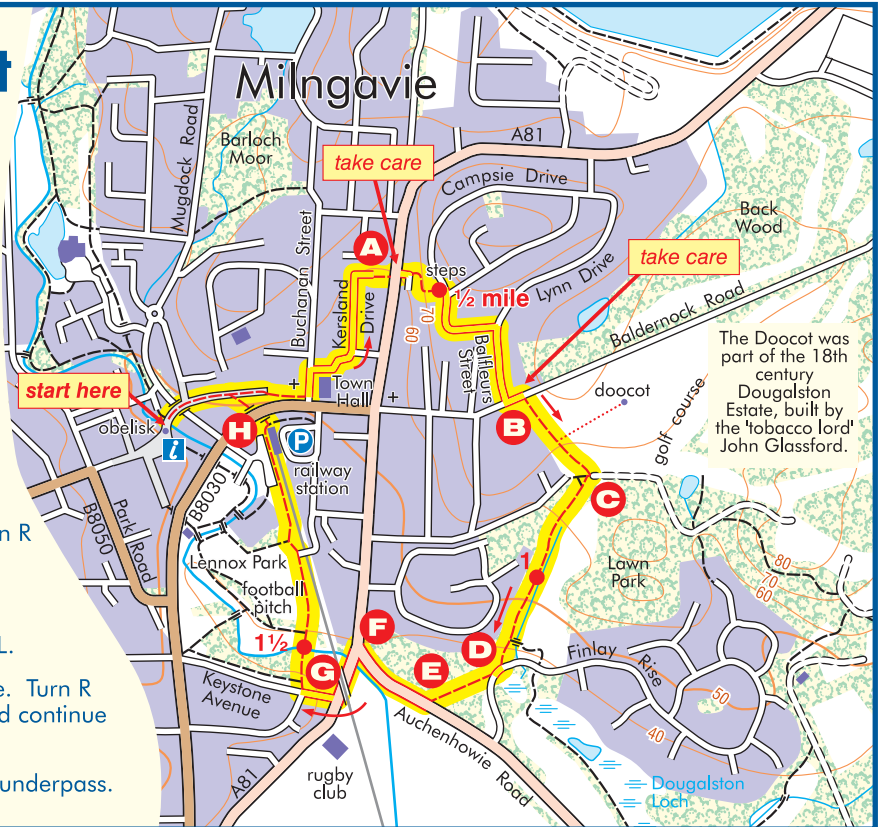 t
Milngavie
A81
Mugdock Road
Barloch
Moor
take care
Campsie Drive
Back
Wood
A
Buchanan Street
steps
take care
Kersland
Drive
½ mile
Lynn Drive
70
60
Balfleurs
Street
Baldernock Road
The Doocot was
part of the 18th
century
Dougalston
Estate, built by
the 'tobacco lord'
John Glassford.
start here
Town
Hall
doocot
obelisk
i
H
P
B
golf course
railway
station
C
B8030
B8050
Park Road
n R
Lennox Park
football
pitch
1
Lawn
Park
80
70
60
F
L.
1½
D
Finlay Rise
E
G
e. Turn R
d continue
Keystone
Avenue
50
40
Auchenhowie Road
rugby
club
A81
underpass.
Dougalston
Loch